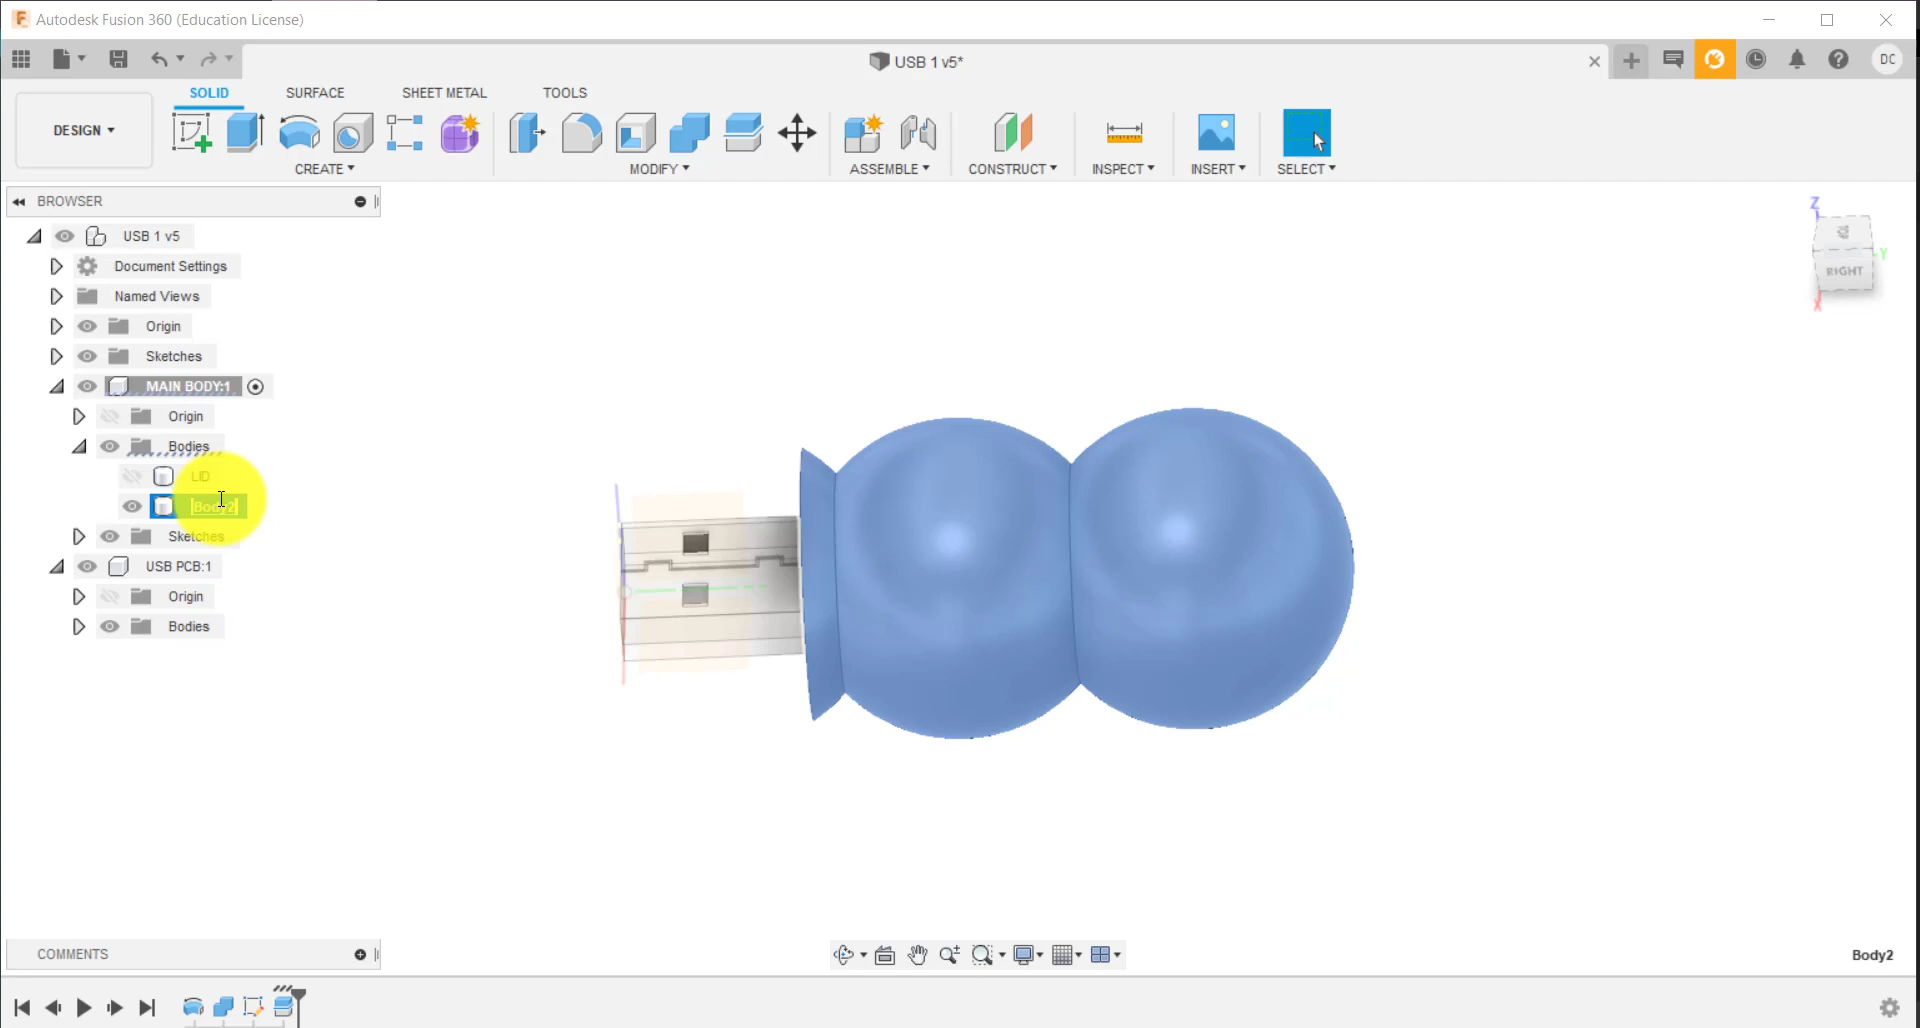 Autodesk Fusion 360 (Education License)
USB 1 v5*
DC
SOLID
SURFACE
SHEET METAL
TOOLS
DESIGN
CREATE
MODIFY
ASSEMBLE
CONSTRUCT
INSPECT
INSERT
SELECT
BROWSER
USB 1 v5
Document Settings
Named Views
Origin
Sketches
MAIN BODY:1
Origin
Bodies
LID
Body2
Sketches
USB PCB:1
Origin
Bodies
Z
Y
RIGHT
X
COMMENTS
Body2